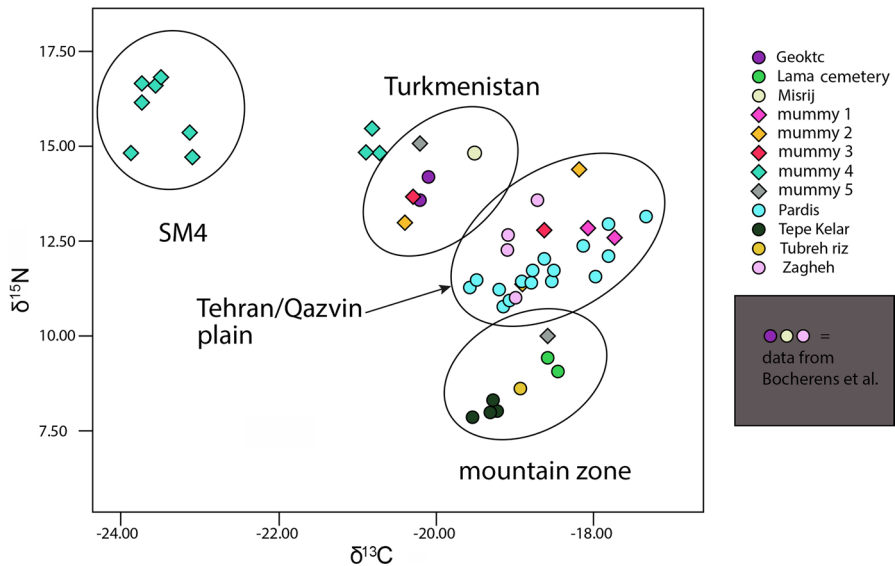 17.50
15.00
12.50
10.00
7.50
δ15N
-24.00
-22.00
-20.00
-18.00
δ13C
Turkmenistan
SM4
Tehran/Qazvin
plain
mountain zone
Geoktc
Lama cemetery
Misrij
mummy 1
mummy 2
mummy 3
mummy 4
mummy 5
Pardis
Tepe Kelar
Tubreh riz
Zagheh
=
data from
Bocherens et al.